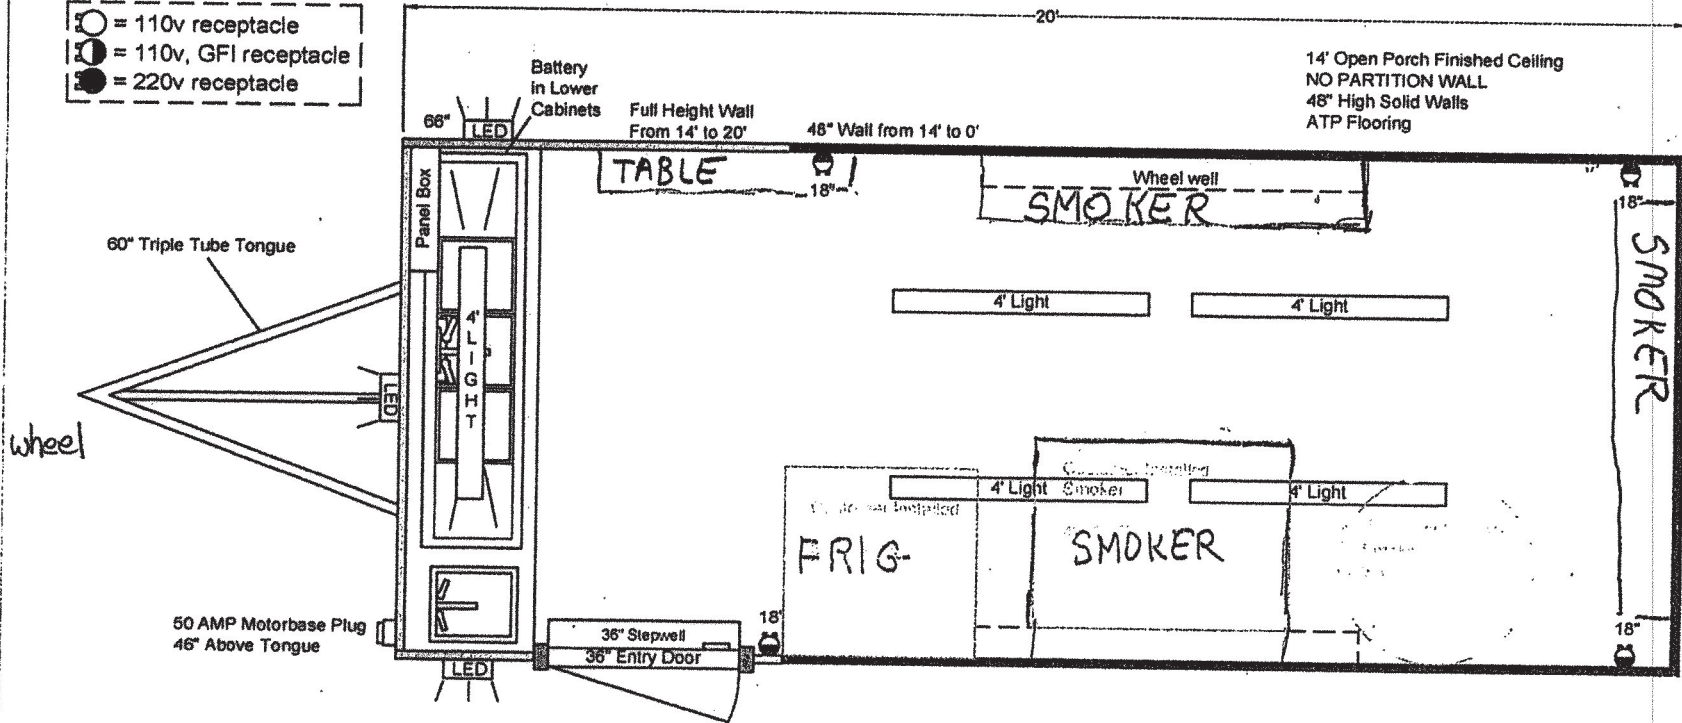 = 110v receptacle
= 110v, GFI receptacle
= 220v receptacle
20'
14' Open Porch Finished Ceiling
NO PARTITION WALL
48" High Solid Walls
ATP Flooring
Battery
in Lower
Cabinets
66"
LED
Full Height Wall
From 14' to 20'
48" Wall from 14' to 0'
Panel Box
TABLE
18"
Wheel well
SMOKER
18"
SMOKER
60" Triple Tube Tongue
4' Light
4' Light
4' LIGHT
LED
wheel
4' Light
Smoker
4' Light
Installed
FRIG
SMOKER
50 AMP Motorbase Plug
46" Above Tongue
36" Stepwell
36" Entry Door
18"
18"
LED